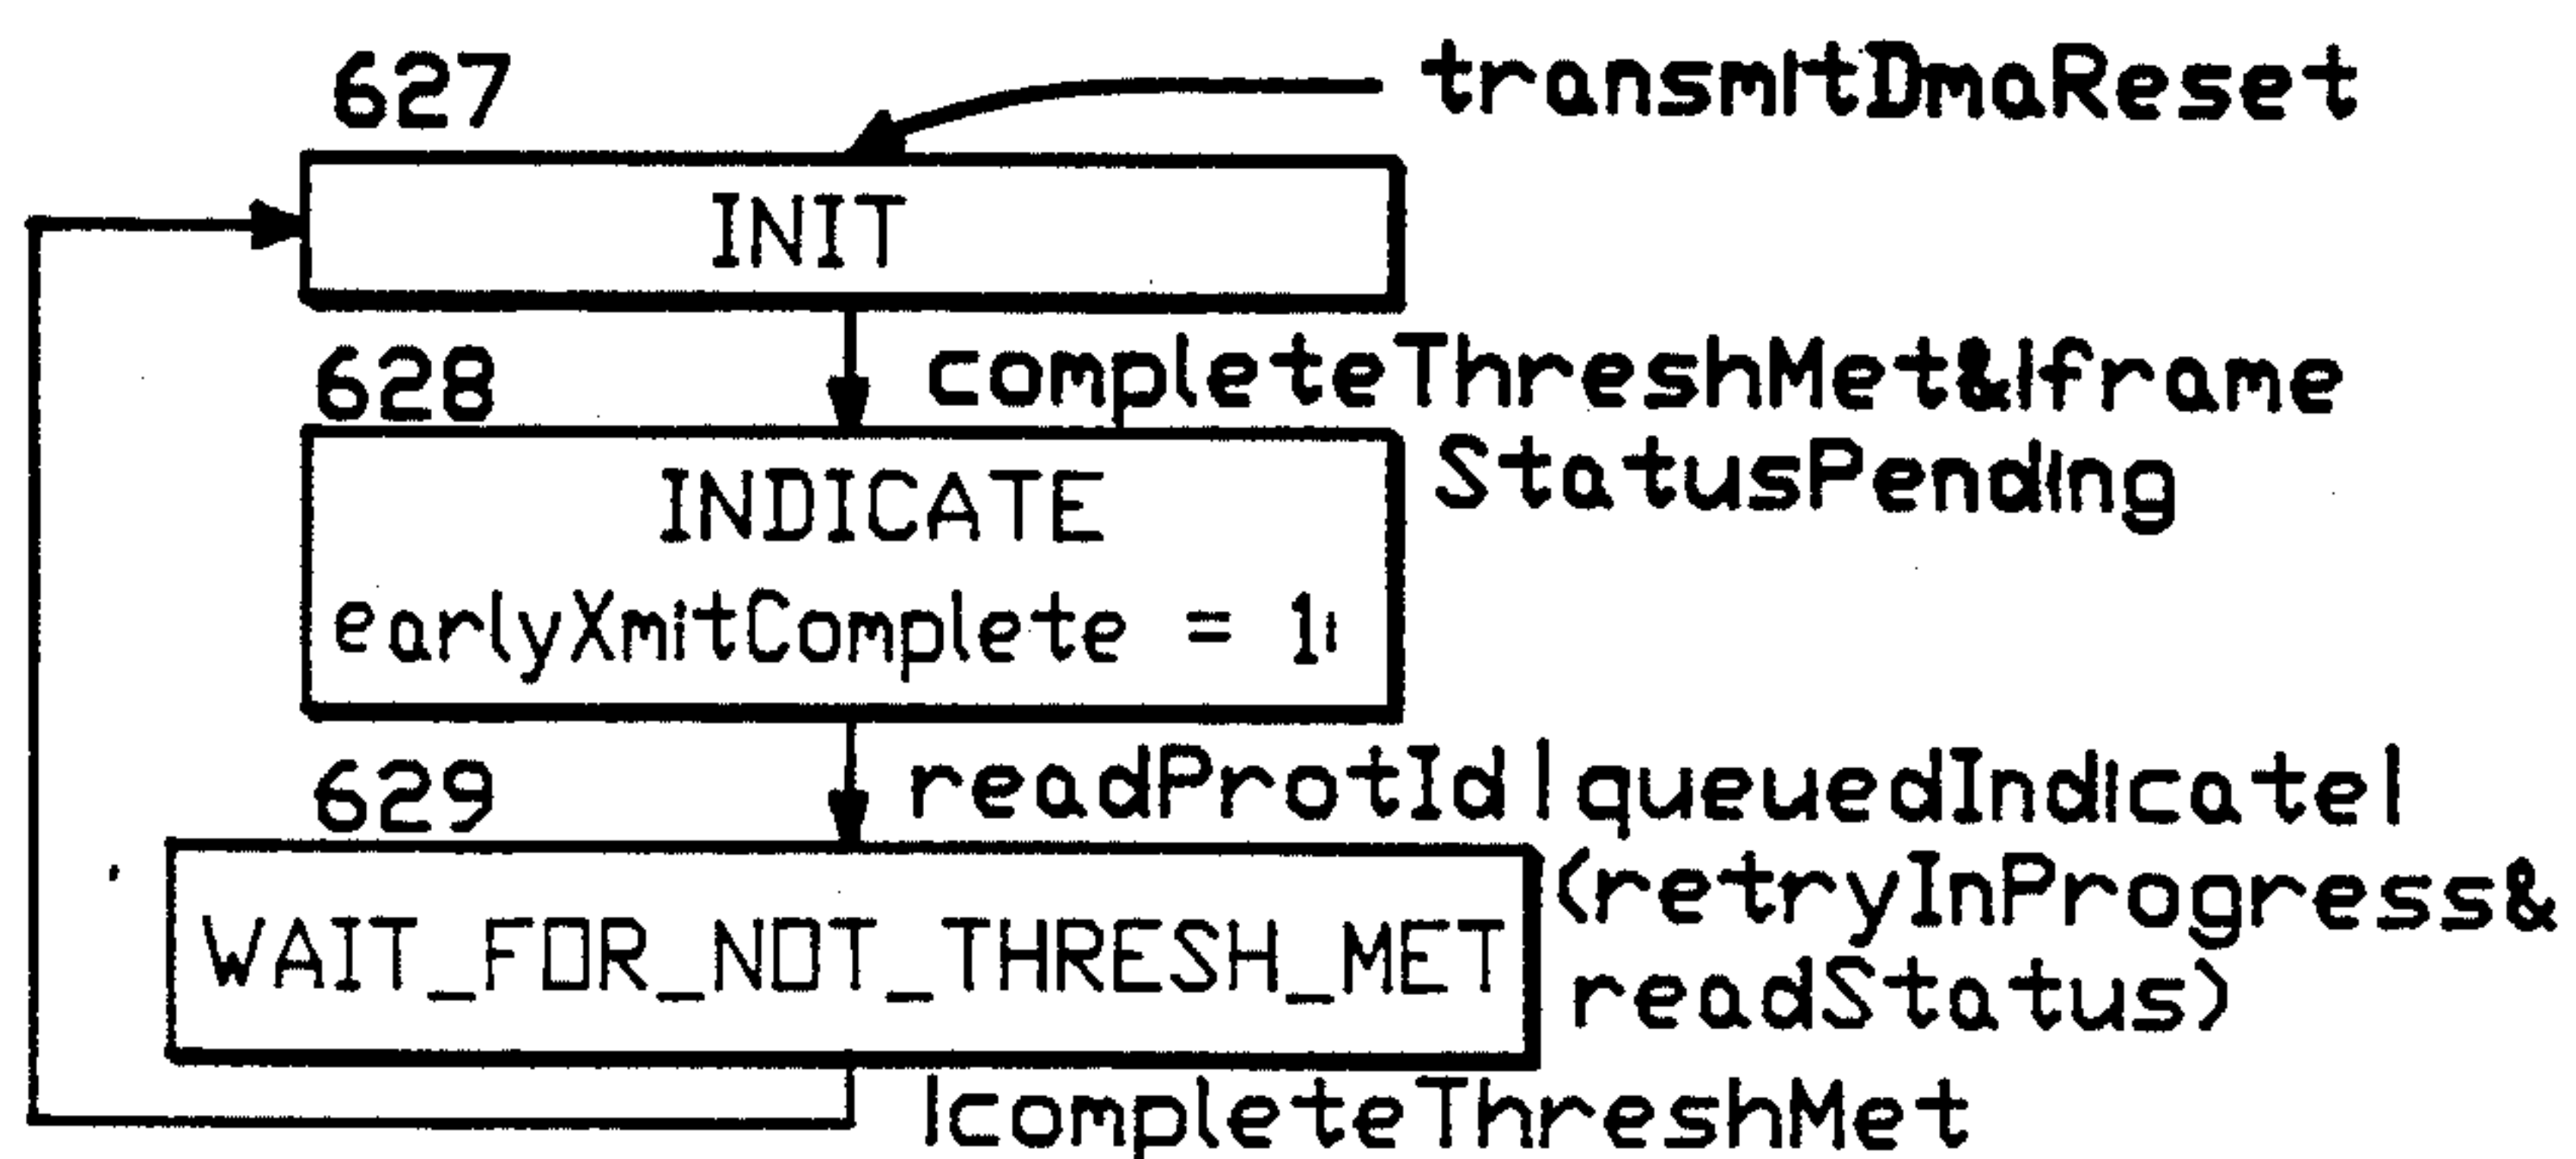 627
transmitDmaReset
INIT
628
completeThreshMet&!frame
StatusPending
INDICATE
earlyXmitComplete = 1;
629
readProtId|queuedIndicate|
(retryInProgress&
readStatus)
WAIT_FOR_NOT_THRESH_MET
!completeThreshMet